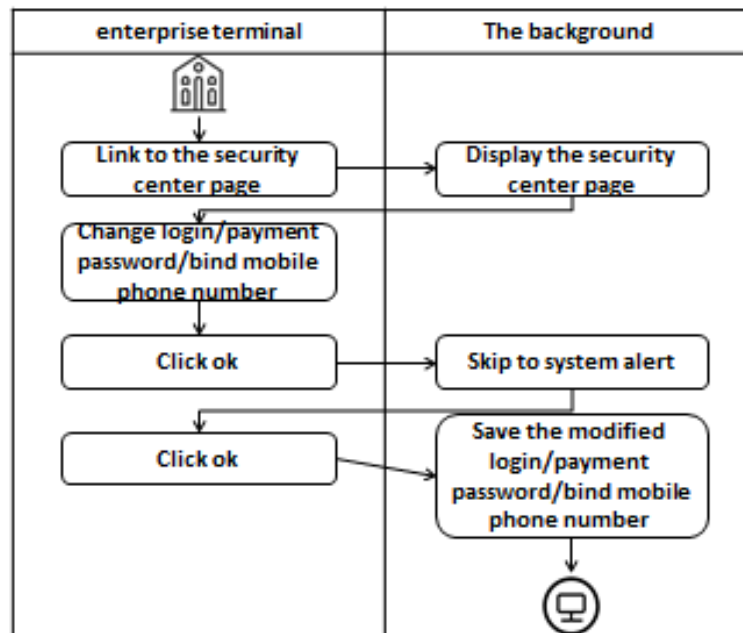 enterprise terminal
The background
Link to the security
center page
Display the security
center page
Change login/payment
password/bind mobile
phone number
Click ok
Skip to system alert
Click ok
Save the modified
login/payment
password/bind mobile
phone number